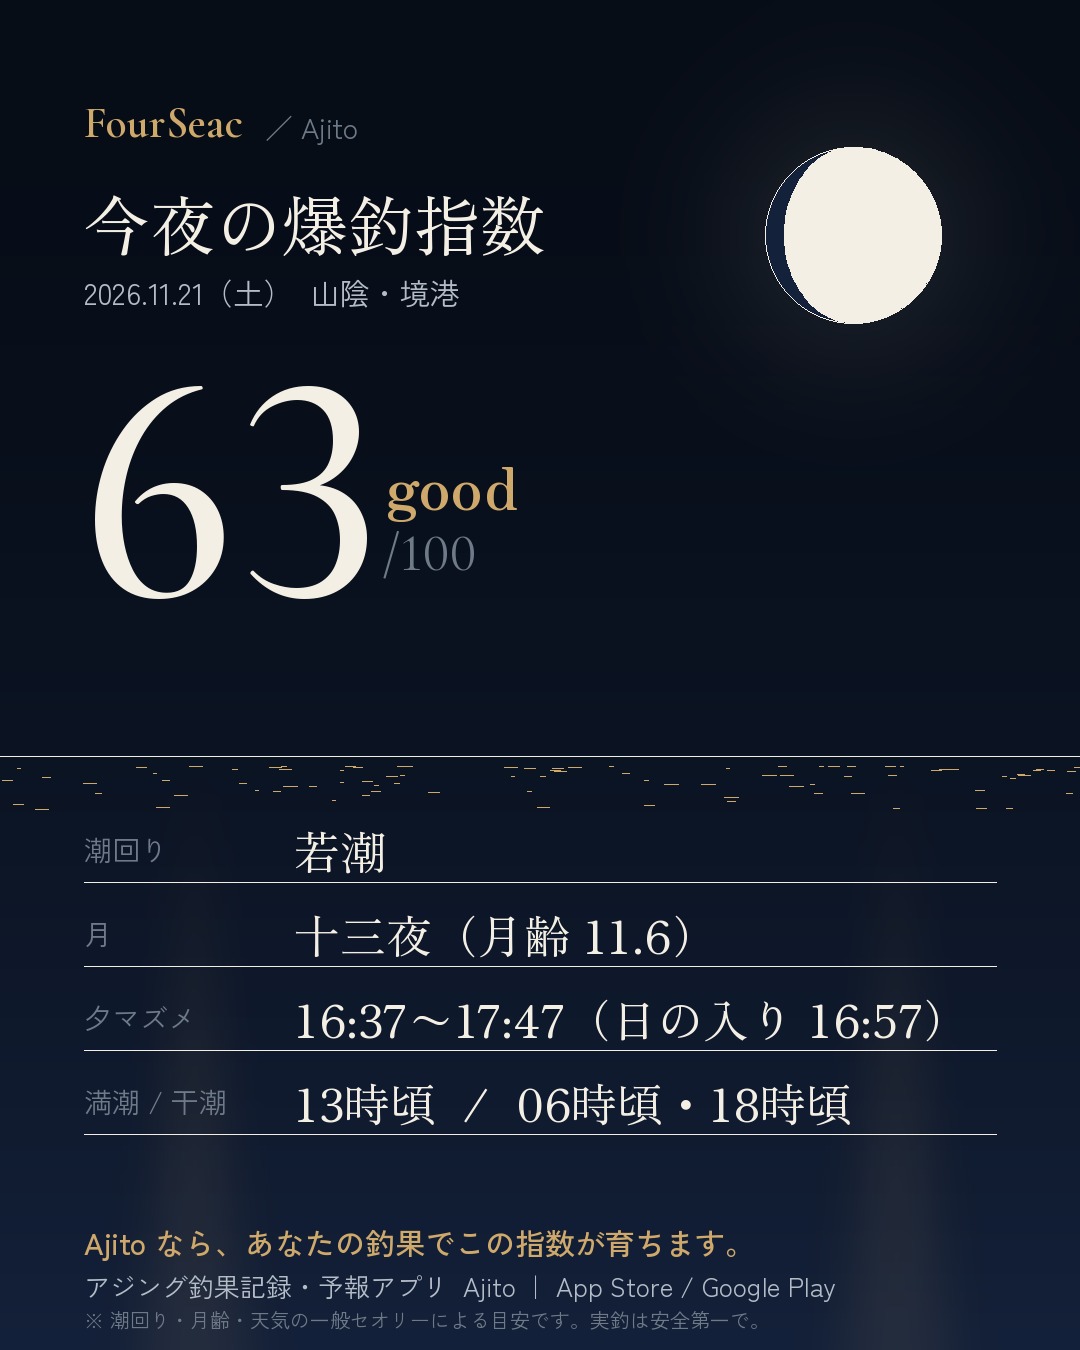 FourSeac ／ Ajito
今夜の爆釣指数
2026.11.21（土） 山陰・境港
63 good
/100
潮回り 若潮
月 十三夜（月齢 11.6）
夕マズメ 16:37〜17:47（日の入り 16:57）
満潮 / 干潮 13時頃 ／ 06時頃・18時頃
Ajito なら、あなたの釣果でこの指数が育ちます。
アジング釣果記録・予報アプリ Ajito ｜ App Store / Google Play
※ 潮回り・月齢・天気の一般セオリーによる目安です。実釣は安全第一で。